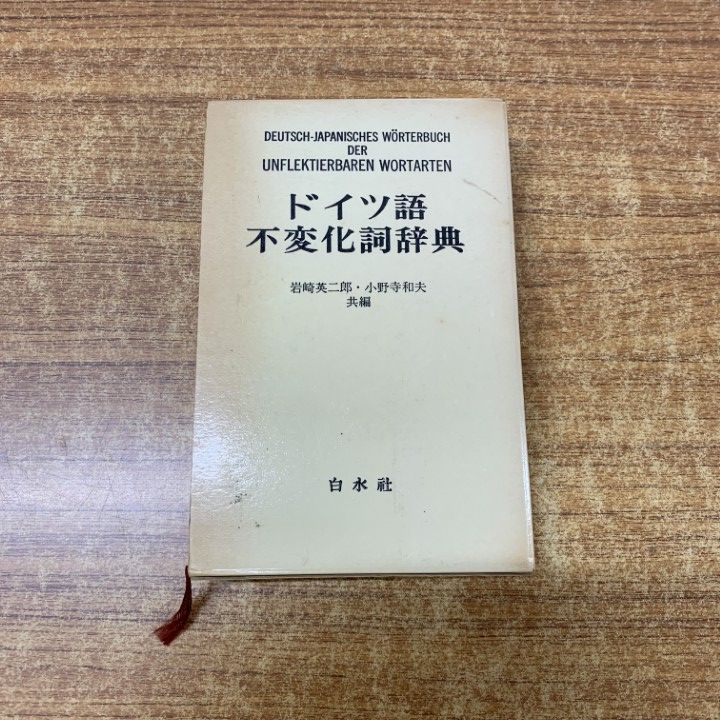 DEUTSCH-JAPANISCHES WÖRTERBUCH
DER
UNFLEKTIERBAREN WORTARTEN
ドイツ語
不変化詞辞典
岩崎英二郎・小野寺和夫
共編
白水社